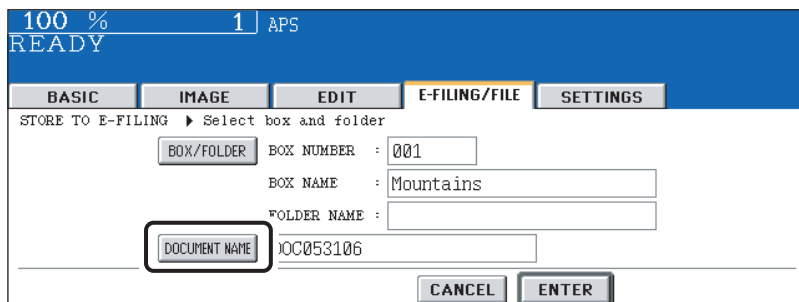 100 % 1 APS
READY
BASIC IMAGE EDIT E-FILING/FILE SETTINGS
STORE TO E-FILING ▶ Select box and folder
BOX/FOLDER BOX NUMBER : 001
BOX NAME : Mountains
FOLDER NAME :
DOCUMENT NAME DOC053106
CANCEL ENTER